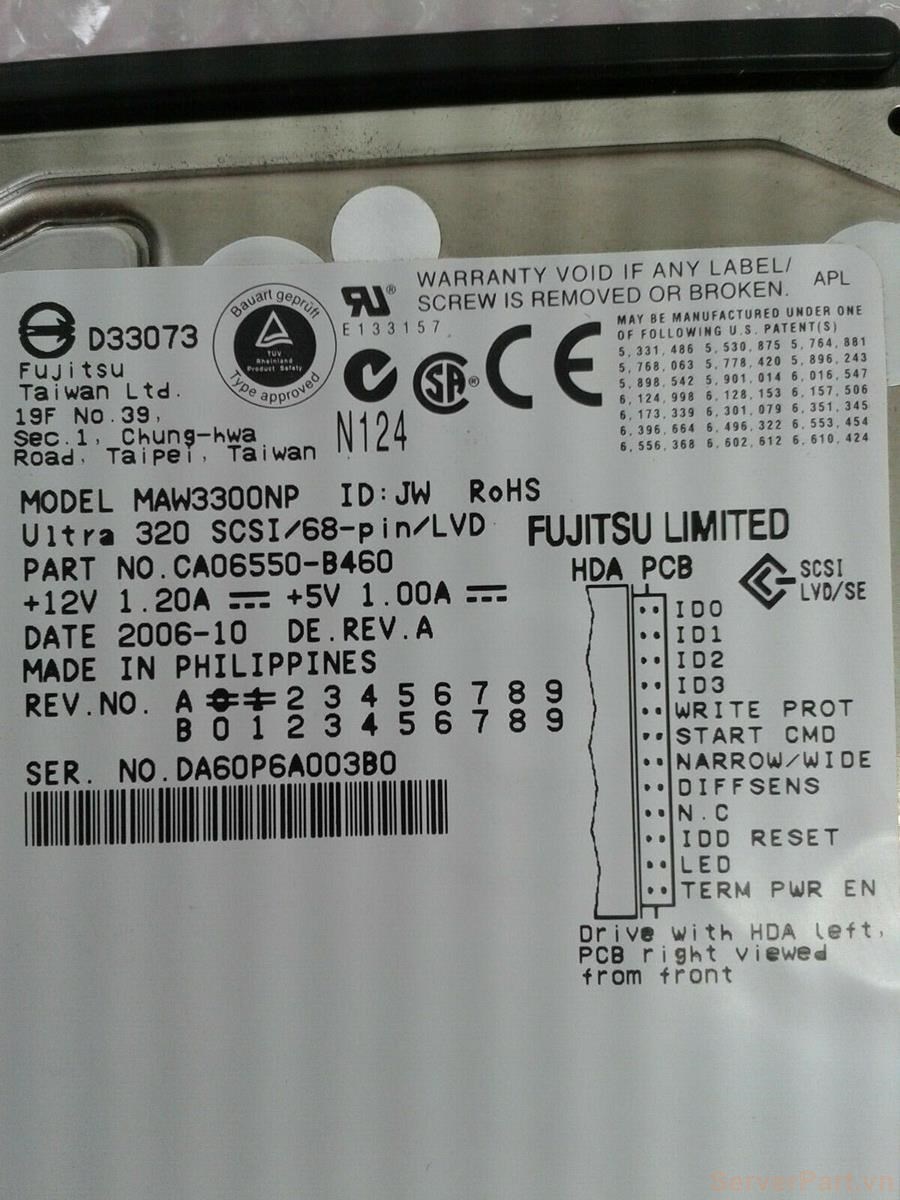 WARRANTY VOID IF ANY LABEL/
SCREW IS REMOVED OR BROKEN.
APL
D33073
Fujitsu
Taiwan Ltd.
19F No.39,
Sec.1, Chung-hwa
Road, Taipei, Taiwan
Bauart geprüft
TÜV
Rheinland
Product Safety
Type approved
RU®
E133157
SA®
CE
N124
MAY BE MANUFACTURED UNDER ONE
OF FOLLOWING U.S. PATENT(S)
5,331,486 5,530,875 5,764,881
5,768,063 5,778,420 5,896,243
5,898,542 5,901,014 6,016,547
6,124,998 6,128,153 6,157,506
6,173,339 6,301,079 6,351,345
6,396,664 6,496,322 6,553,454
6,556,368 6,602,612 6,610,424
MODEL MAW3300NP ID:JW RoHS
Ultra 320 SCSI/68-pin/LVD
PART NO.CA06550-B460
+12V 1.20A +5V 1.00A
DATE 2006-10 DE.REV.A
MADE IN PHILIPPINES
REV.NO. A 0 1 2 3 4 5 6 7 8 9
B 0 1 2 3 4 5 6 7 8 9
SER. NO.DA60P6A003B0
FUJITSU LIMITED
HDA PCB
SCSI
LVD/SE
ID0
ID1
ID2
ID3
WRITE PROT
START CMD
NARROW/WIDE
DIFFSENS
N.C
IDD RESET
LED
TERM PWR EN
Drive with HDA left,
PCB right viewed
from front
ServerPart.vn